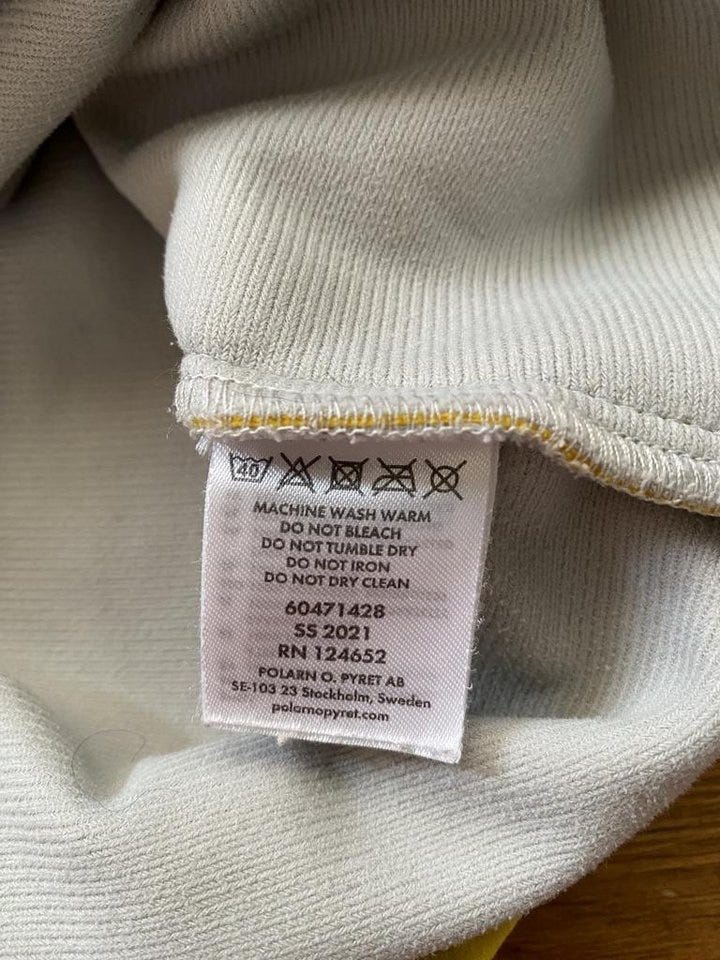 40
MACHINE WASH WARM
DO NOT BLEACH
DO NOT TUMBLE DRY
DO NOT IRON
DO NOT DRY CLEAN
60471428
SS 2021
RN 124652
POLARN O. PYRET AB
SE-103 23 Stockholm, Sweden
polarnopyret.com